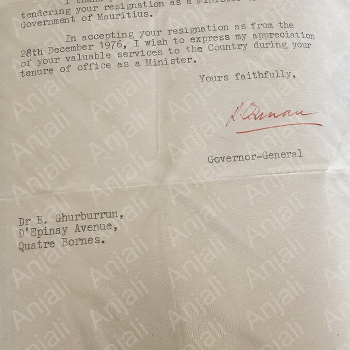 I thank
tendering your resignation as a Minister
Government of Mauritius.
In accepting your resignation as from the
28th December 1976, I wish to express my appreciation
of your valuable services to the Country during your
tenure of office as a Minister.
Yours faithfully,
Governor-General
Dr B. Ghurburrun,
D'Epinay Avenue,
Quatre Bornes.
Anjali